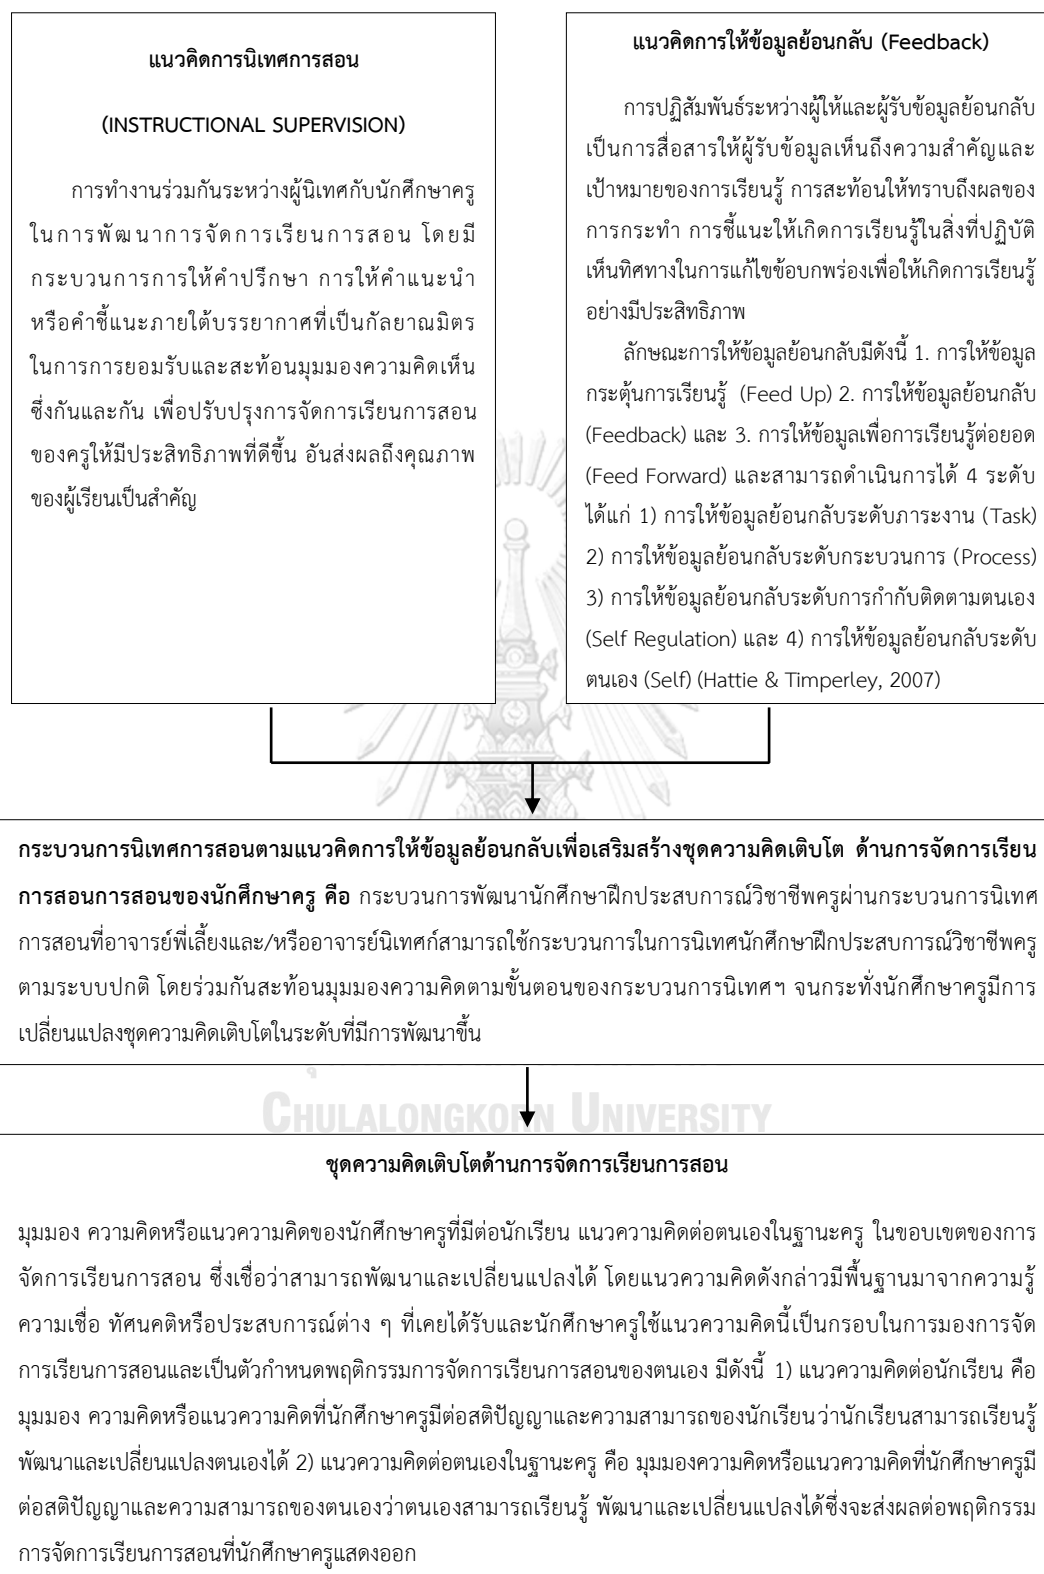 แนวคิดการนิเทศการสอน
(INSTRUCTIONAL SUPERVISION)
การทำงานร่วมกันระหว่างผู้นิเทศกับนักศึกษาครู
ในการพัฒนาการจัดการเรียนการสอน โดยมี
กระบวนการการให้คำปรึกษา การให้คำแนะนำ
หรือคำชี้แนะภายใต้บรรยากาศที่เป็นกัลยาณมิตร
ในการการยอมรับและสะท้อนมุมมองความคิดเห็น
ซึ่งกันและกัน เพื่อปรับปรุงการจัดการเรียนการสอน
ของครูให้มีประสิทธิภาพที่ดีขึ้น อันส่งผลถึงคุณภาพ
ของผู้เรียนเป็นสำคัญ
แนวคิดการให้ข้อมูลย้อนกลับ (Feedback)
การปฏิสัมพันธ์ระหว่างผู้ให้และผู้รับข้อมูลย้อนกลับ
เป็นการสื่อสารให้ผู้รับข้อมูลเห็นถึงความสำคัญและ
เป้าหมายของการเรียนรู้ การสะท้อนให้ทราบถึงผลของ
การกระทำ การชี้แนะให้เกิดการเรียนรู้ในสิ่งที่ปฏิบัติ
เห็นทิศทางในการแก้ไขข้อบกพร่องเพื่อให้เกิดการเรียนรู้
อย่างมีประสิทธิภาพ
ลักษณะการให้ข้อมูลย้อนกลับมีดังนี้ 1. การให้ข้อมูล
กระตุ้นการเรียนรู้ (Feed Up) 2. การให้ข้อมูลย้อนกลับ
(Feedback) และ 3. การให้ข้อมูลเพื่อการเรียนรู้ต่อยอด
(Feed Forward) และสามารถดำเนินการได้ 4 ระดับ
ได้แก่ 1) การให้ข้อมูลย้อนกลับระดับภาระงาน (Task)
2) การให้ข้อมูลย้อนกลับระดับกระบวนการ (Process)
3) การให้ข้อมูลย้อนกลับระดับการกำกับติดตามตนเอง
(Self Regulation) และ 4) การให้ข้อมูลย้อนกลับระดับ
ตนเอง (Self) (Hattie & Timperley, 2007)
กระบวนการนิเทศการสอนตามแนวคิดการให้ข้อมูลย้อนกลับเพื่อเสริมสร้างชุดความคิดเติบโต ด้านการจัดการเรียน
การสอนการสอนของนักศึกษาครู คือ กระบวนการพัฒนานักศึกษาฝึกประสบการณ์วิชาชีพครูผ่านกระบวนการนิเทศ
การสอนที่อาจารย์พี่เลี้ยงและ/หรืออาจารย์นิเทศก์สามารถใช้กระบวนการในการนิเทศนักศึกษาฝึกประสบการณ์วิชาชีพครู
ตามระบบปกติ โดยร่วมกันสะท้อนมุมมองความคิดตามขั้นตอนของกระบวนการนิเทศฯ จนกระทั่งนักศึกษาครูมีการ
เปลี่ยนแปลงชุดความคิดเติบโตในระดับที่มีการพัฒนาขึ้น
CHULALONGKORN UNIVERSITY
ชุดความคิดเติบโตด้านการจัดการเรียนการสอน
มุมมอง ความคิดหรือแนวความคิดของนักศึกษาครูที่มีต่อนักเรียน แนวความคิดต่อตนเองในฐานะครู ในขอบเขตของการ
จัดการเรียนการสอน ซึ่งเชื่อว่าสามารถพัฒนาและเปลี่ยนแปลงได้ โดยแนวความคิดดังกล่าวมีพื้นฐานมาจากความรู้
ความเชื่อ ทัศนคติหรือประสบการณ์ต่าง ๆ ที่เคยได้รับและนักศึกษาครูใช้แนวความคิดนี้เป็นกรอบในการมองการจัด
การเรียนการสอนและเป็นตัวกำหนดพฤติกรรมการจัดการเรียนการสอนของตนเอง มีดังนี้ 1) แนวความคิดต่อนักเรียน คือ
มุมมอง ความคิดหรือแนวความคิดที่นักศึกษาครูมีต่อสติปัญญาและความสามารถของนักเรียนว่านักเรียนสามารถเรียนรู้
พัฒนาและเปลี่ยนแปลงตนเองได้ 2) แนวความคิดต่อตนเองในฐานะครู คือ มุมมองความคิดหรือแนวความคิดที่นักศึกษาครูมี
ต่อสติปัญญาและความสามารถของตนเองว่าตนเองสามารถเรียนรู้ พัฒนาและเปลี่ยนแปลงได้ซึ่งจะส่งผลต่อพฤติกรรม
การจัดการเรียนการสอนที่นักศึกษาครูแสดงออก